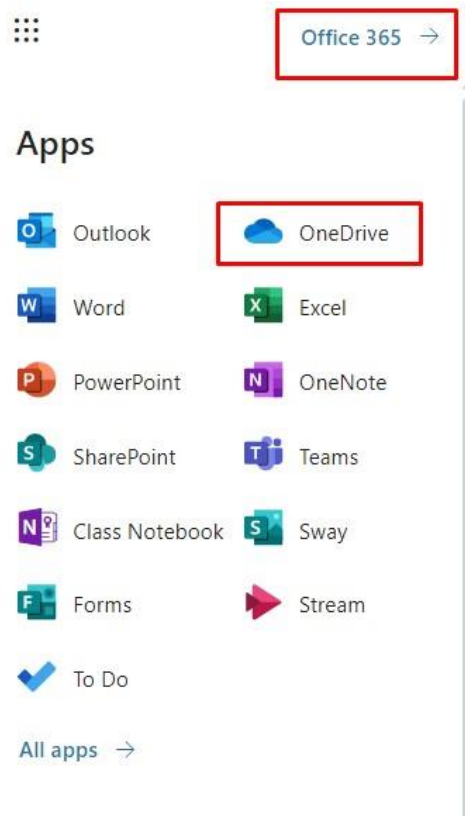 Office 365 →
Apps
Outlook OneDrive
Word Excel
PowerPoint OneNote
SharePoint Teams
Class Notebook Sway
Forms Stream
To Do
All apps →